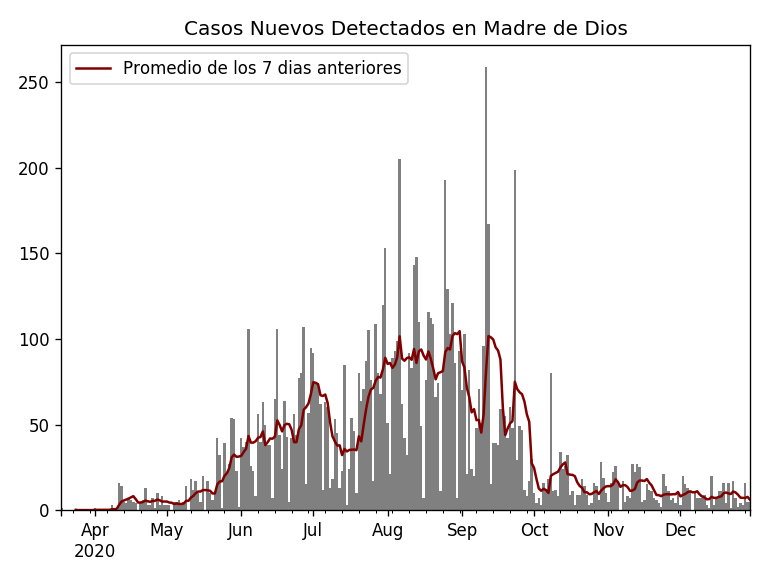 Casos Nuevos Detectados en Madre de Dios
Promedio de los 7 dias anteriores
250
200
150
100
50
0
Apr May Jun Jul Aug Sep Oct Nov Dec
2020